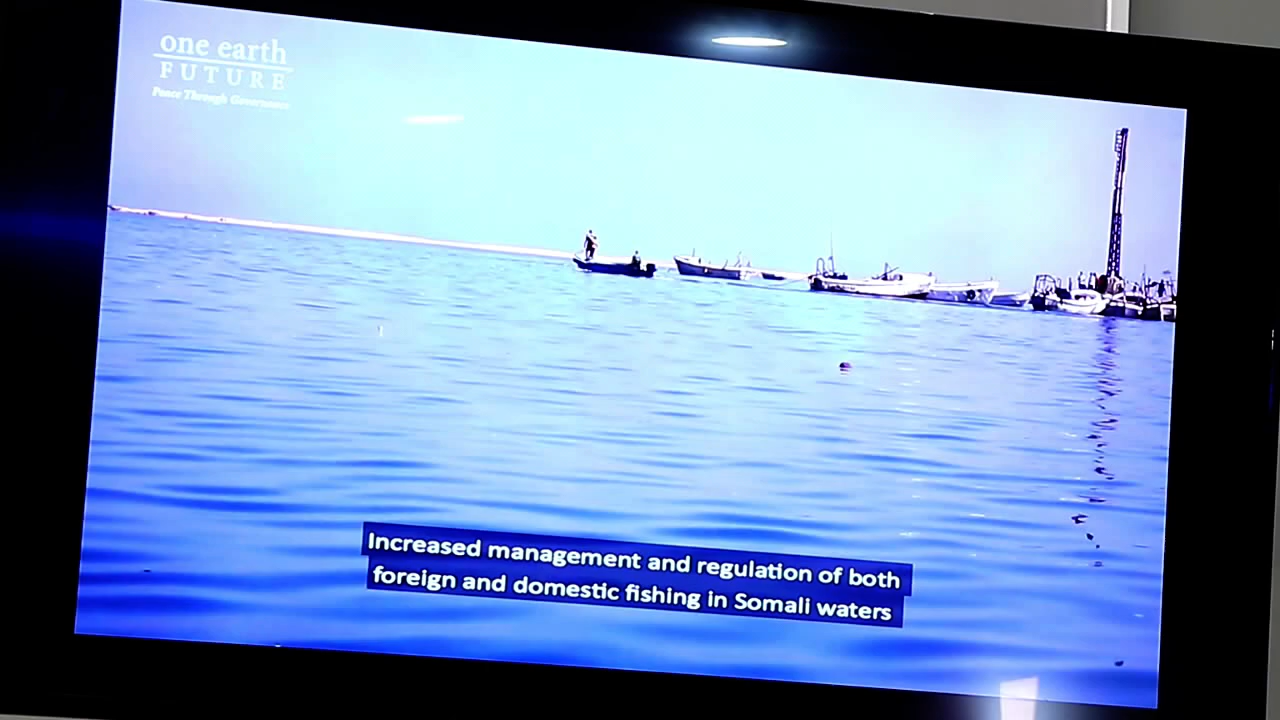 one earth
FUTURE
Peace Through Governance
Increased management and regulation of both
foreign and domestic fishing in Somali waters